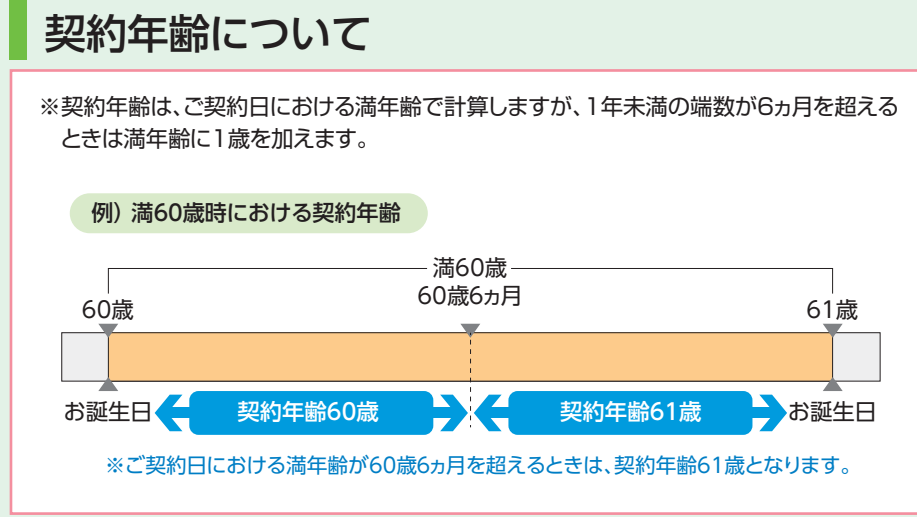 契約年齢について
※契約年齢は、ご契約日における満年齢で計算しますが、1年未満の端数が6ヵ月を超える
ときは満年齢に1歳を加えます。
例）満60歳時における契約年齢
満60歳
60歳 60歳6ヵ月 61歳
お誕生日 契約年齢60歳 契約年齢61歳 お誕生日
※ご契約日における満年齢が60歳6ヵ月を超えるときは、契約年齢61歳となります。